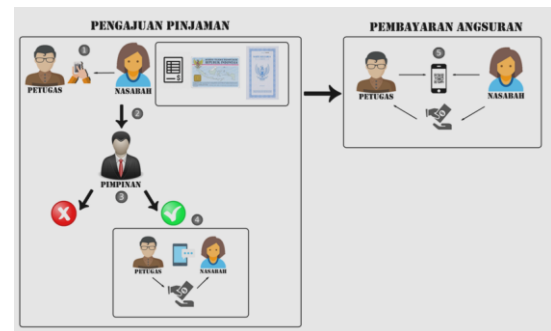 PENGAJUAN PINJAMAN
1
PETUGAS
NASABAH
2
PIMPINAN
3
4
PETUGAS
NASABAH
PEMBAYARAN ANGSURAN
5
PETUGAS
NASABAH